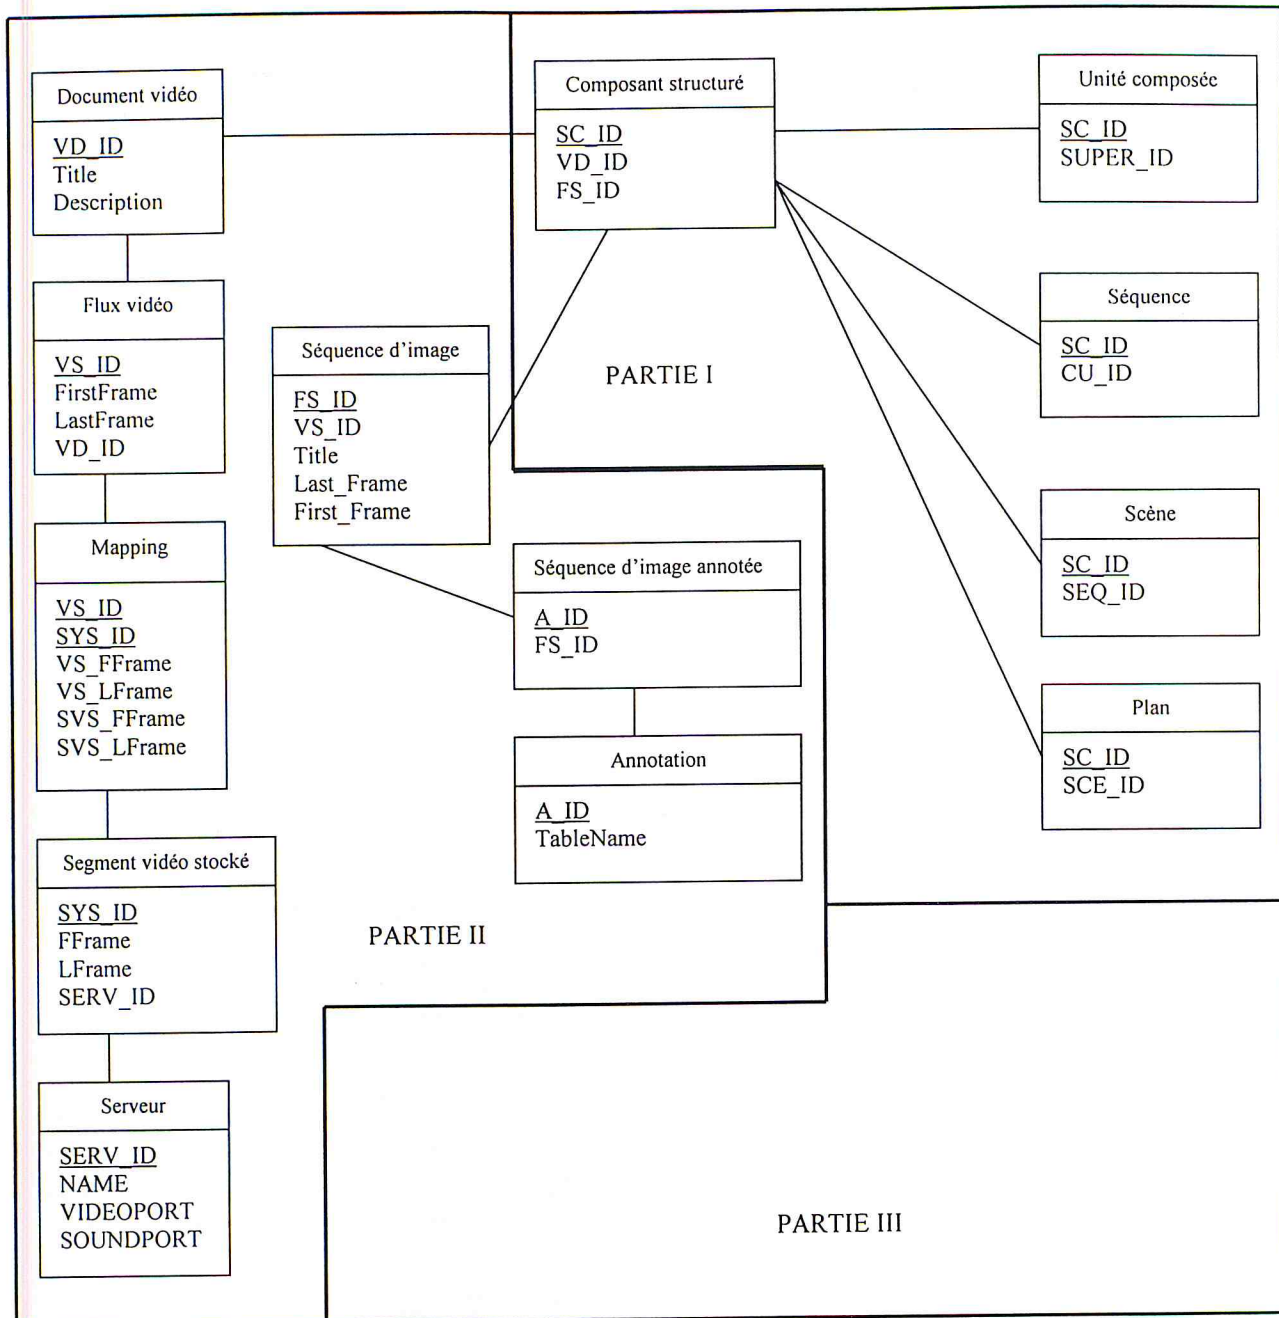 Document vidéo
VD_ID
Title
Description
Flux vidéo
VS_ID
FirstFrame
LastFrame
VD_ID
Mapping
VS_ID
SYS_ID
VS_FFrame
VS_LFrame
SVS_FFrame
SVS_LFrame
Segment vidéo stocké
SYS_ID
FFrame
LFrame
SERV_ID
Serveur
SERV_ID
NAME
VIDEOPORT
SOUNDPORT
Séquence d'image
FS_ID
VS_ID
Title
Last_Frame
First_Frame
Séquence d'image annotée
A_ID
FS_ID
Annotation
A_ID
TableName
PARTIE II
Composant structuré
SC_ID
VD_ID
FS_ID
PARTIE I
Unité composée
SC_ID
SUPER_ID
Séquence
SC_ID
CU_ID
Scène
SC_ID
SEQ_ID
Plan
SC_ID
SCE_ID
PARTIE III